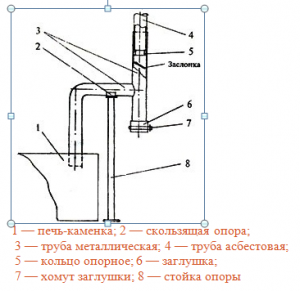 3
4
2
5
Заслонка
6
7
1
8
1 — печь-каменка; 2 — скользящая опора;
3 — труба металлическая; 4 — труба асбестовая;
5 — кольцо опорное; 6 — заглушка;
7 — хомут заглушки; 8 — стойка опоры